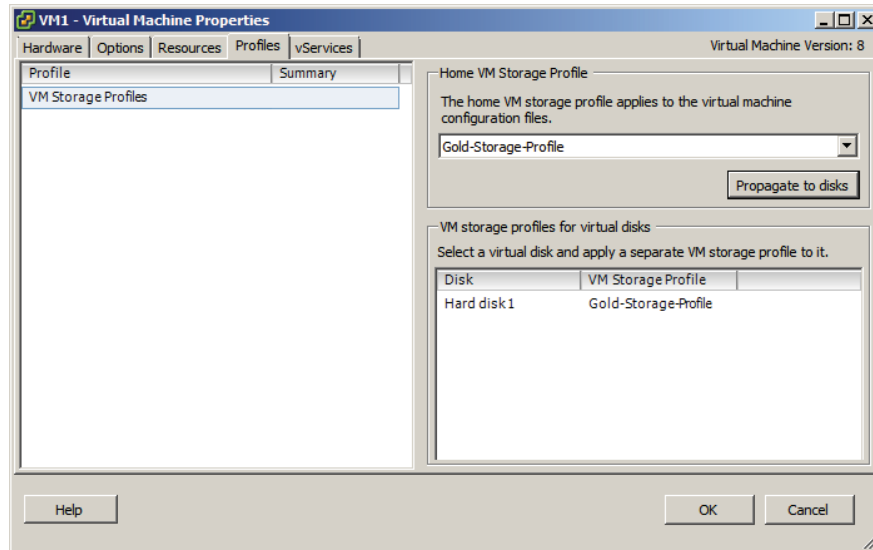 VM1 - Virtual Machine Properties
Hardware Options Resources Profiles vServices Virtual Machine Version: 8
Profile Summary
VM Storage Profiles
Home VM Storage Profile
The home VM storage profile applies to the virtual machine
configuration files.
Gold-Storage-Profile
Propagate to disks
VM storage profiles for virtual disks
Select a virtual disk and apply a separate VM storage profile to it.
Disk VM Storage Profile
Hard disk 1 Gold-Storage-Profile
Help OK Cancel